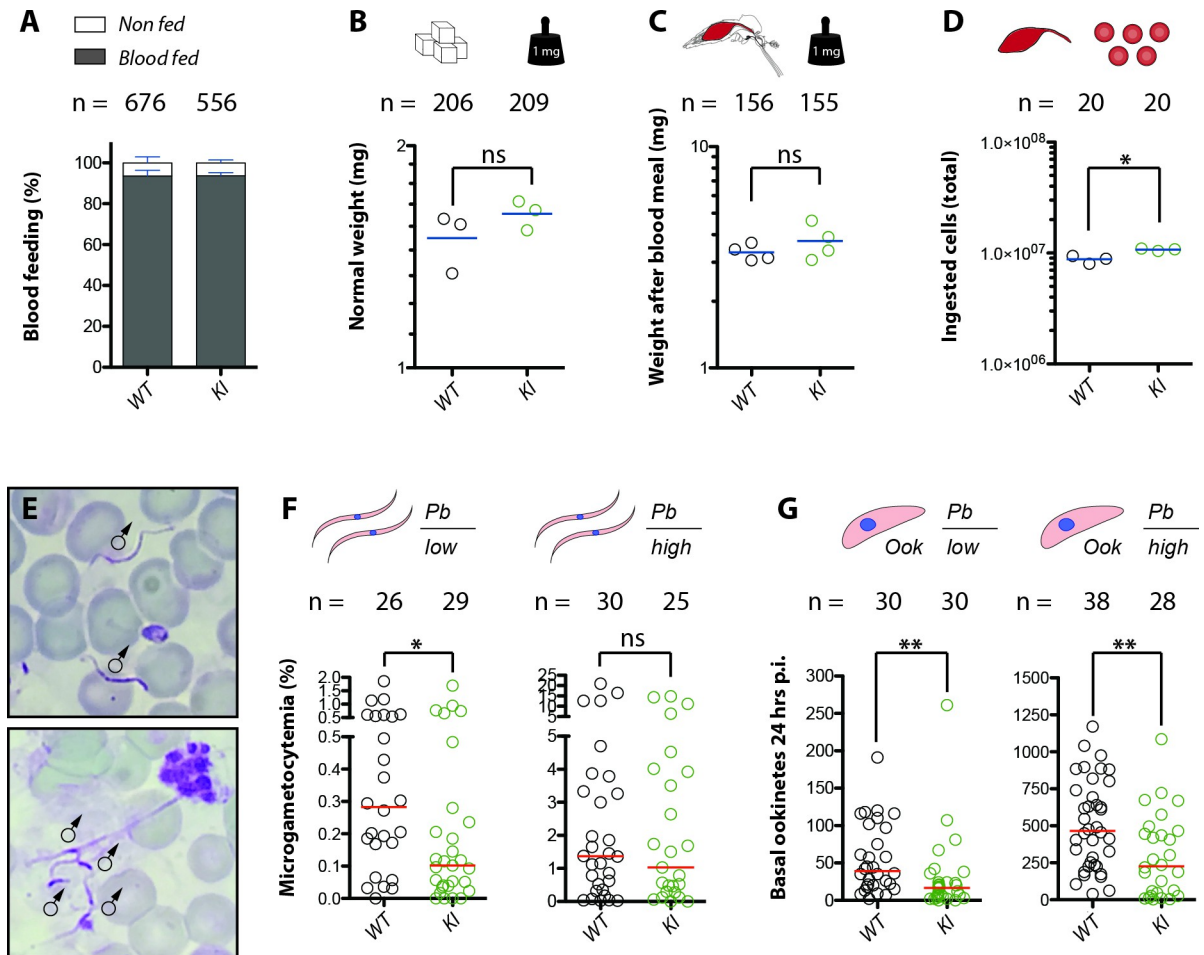 A
Non fed
Blood fed
n = 676 556
Blood feeding (%)
100
80
60
40
20
0
WT KI
B
1 mg
n = 206 209
Normal weight (mg)
ns
2
1
WT KI
C
1 mg
n = 156 155
Weight after blood meal (mg)
ns
10
1
WT KI
D
n = 20 20
Ingested cells (total)
*
1.0×10⁰⁸
1.0×10⁰⁷
1.0×10⁰⁶
WT KI
E
♂
♂
♂
♂
♂
♂
♂
F
Pb
low
n = 26 29
Microgametocytemia (%)
*
2.0
1.5
1.0
0.5
0.5
0.4
0.3
0.2
0.1
0.0
WT KI
Pb
high
n = 30 25
ns
25
20
15
10
5
5
4
3
2
1
0
WT KI
G
Ook
Pb
low
n = 30 30
Basal ookinetes 24 hrs p.i.
**
300
250
200
150
100
50
0
WT KI
Ook
Pb
high
n = 38 28
**
1500
1250
1000
750
500
250
0
WT KI